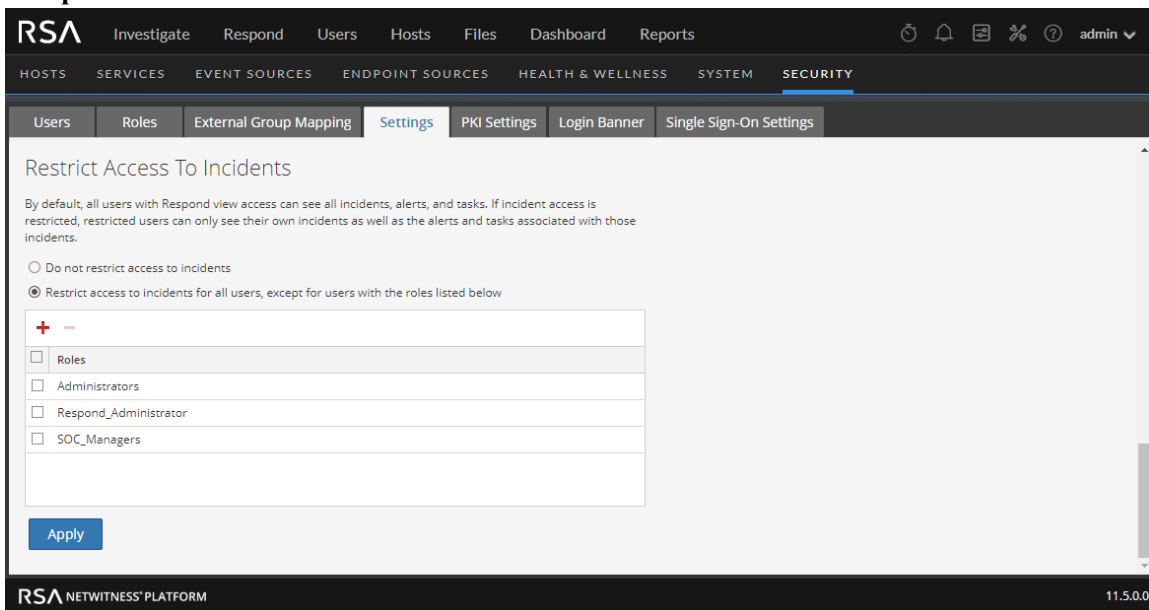 RSA Investigate Respond Users Hosts Files Dashboard Reports admin
HOSTS SERVICES EVENT SOURCES ENDPOINT SOURCES HEALTH & WELLNESS SYSTEM SECURITY
Users Roles External Group Mapping Settings PKI Settings Login Banner Single Sign-On Settings
Restrict Access To Incidents
By default, all users with Respond view access can see all incidents, alerts, and tasks. If incident access is
restricted, restricted users can only see their own incidents as well as the alerts and tasks associated with those
incidents.
Do not restrict access to incidents
Restrict access to incidents for all users, except for users with the roles listed below
Roles
Administrators
Respond_Administrator
SOC_Managers
Apply
RSA NETWITNESS® PLATFORM 11.5.0.0